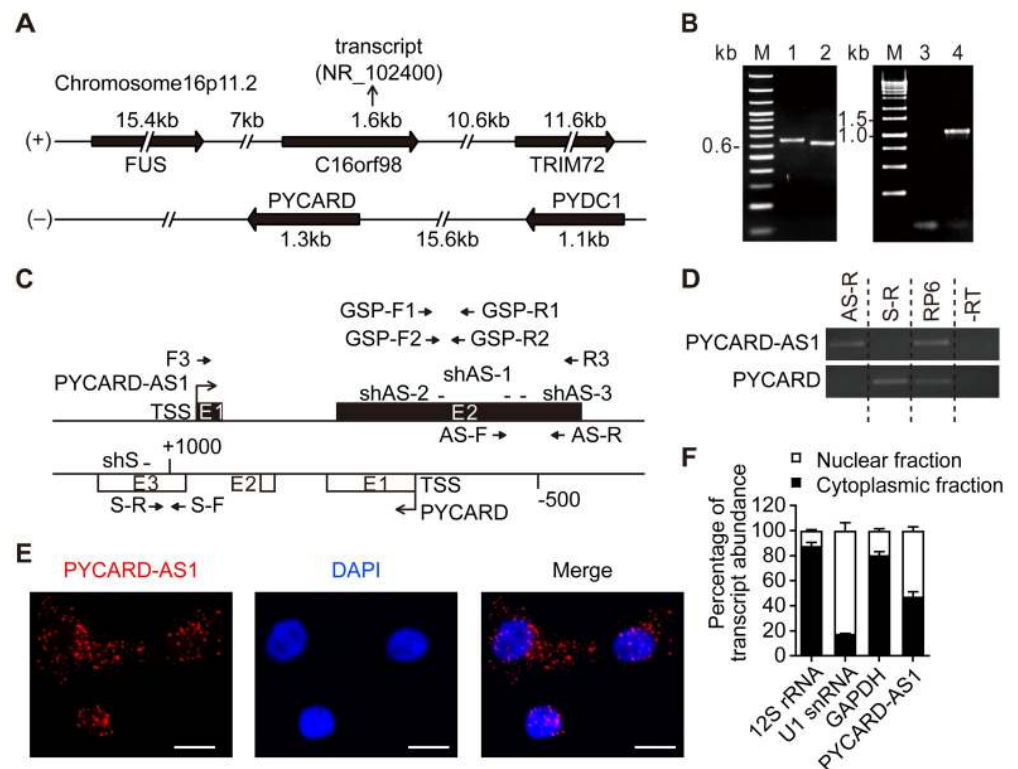 A
transcript
(NR_102400)
Chromosome16p11.2
15.4kb 7kb 1.6kb 10.6kb 11.6kb
(+)
FUS C16orf98 TRIM72
PYCARD PYDC1
(−)
1.3kb 15.6kb 1.1kb
B
kb M 1 2 kb M 3 4
1.5-
1.0-
0.6-
C
GSP-F1 GSP-R1
GSP-F2 GSP-R2
F3 R3
PYCARD-AS1 shAS-1
shAS-2 shAS-3
TSS E1 E2
AS-F AS-R
+1000
shS
E3 E2 E1 TSS
-500
S-R S-F PYCARD
D
AS-R S-R RP6 -RT
PYCARD-AS1
PYCARD
E
PYCARD-AS1 DAPI Merge
F
Nuclear fraction
Cytoplasmic fraction
Percentage of
transcript abundance
120
100
80
60
40
20
0
12S rRNA
U1 snRNA
GAPDH
PYCARD-AS1